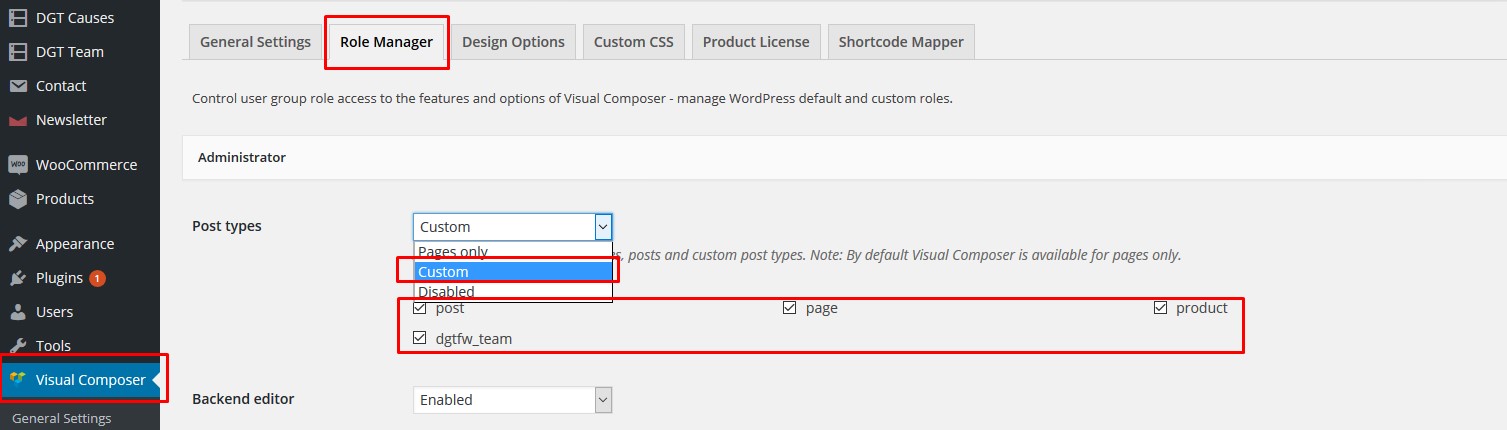 DGT Causes
DGT Team
Contact
Newsletter
WOO WooCommerce
Products
Appearance
Plugins 1
Users
Tools
Visual Composer
General Settings
General Settings Role Manager Design Options Custom CSS Product License Shortcode Mapper
Control user group role access to the features and options of Visual Composer - manage WordPress default and custom roles.
Administrator
Post types Custom
Pages only
, posts and custom post types. Note: By default Visual Composer is available for pages only.
Custom
Disabled
post page product
dgtfw_team
Backend editor Enabled